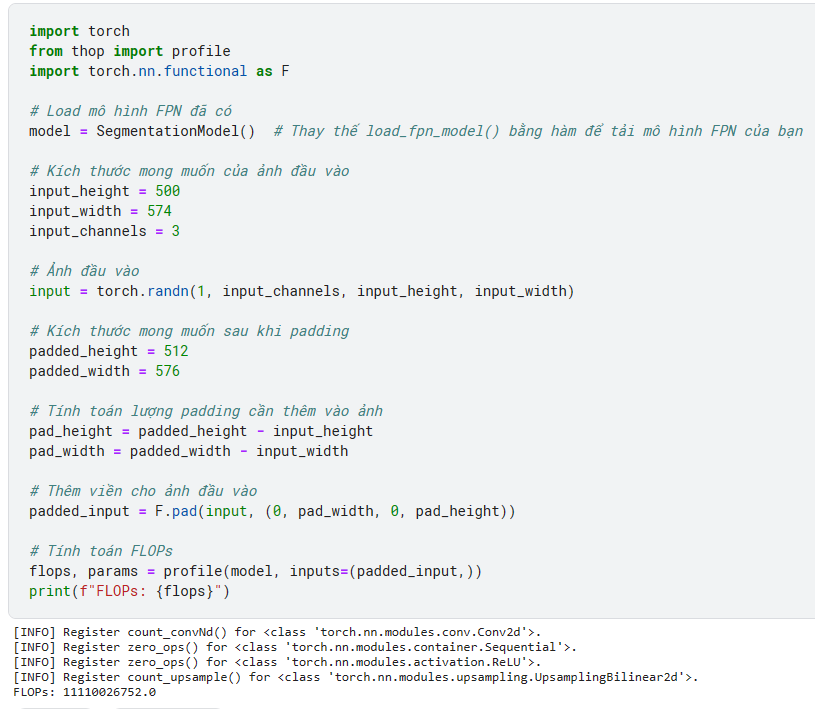 import torch
from thop import profile
import torch.nn.functional as F
# Load mô hình FPN đã có
model = SegmentationModel()  # Thay thế load_fpn_model() bằng hàm để tải mô hình FPN của bạn
# Kích thước mong muốn của ảnh đầu vào
input_height = 500
input_width = 574
input_channels = 3
# Ảnh đầu vào
input = torch.randn(1, input_channels, input_height, input_width)
# Kích thước mong muốn sau khi padding
padded_height = 512
padded_width = 576
# Tính toán lượng padding cần thêm vào ảnh
pad_height = padded_height - input_height
pad_width = padded_width - input_width
# Thêm viền cho ảnh đầu vào
padded_input = F.pad(input, (0, pad_width, 0, pad_height))
# Tính toán FLOPs
flops, params = profile(model, inputs=(padded_input,))
print(f"FLOPs: {flops}")
[INFO] Register count_convNd() for <class 'torch.nn.modules.conv.Conv2d'>.
[INFO] Register zero_ops() for <class 'torch.nn.modules.container.Sequential'>.
[INFO] Register zero_ops() for <class 'torch.nn.modules.activation.ReLU'>.
[INFO] Register count_upsample() for <class 'torch.nn.modules.upsampling.UpsamplingBilinear2d'>.
FLOPs: 11110026752.0